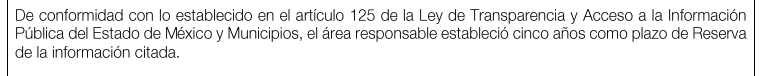 De conformidad con lo establecido en el artículo 125 de la Ley de Transparencia y Acceso a la Información
Pública del Estado de México y Municipios, el área responsable estableció cinco años como plazo de Reserva
de la información citada.